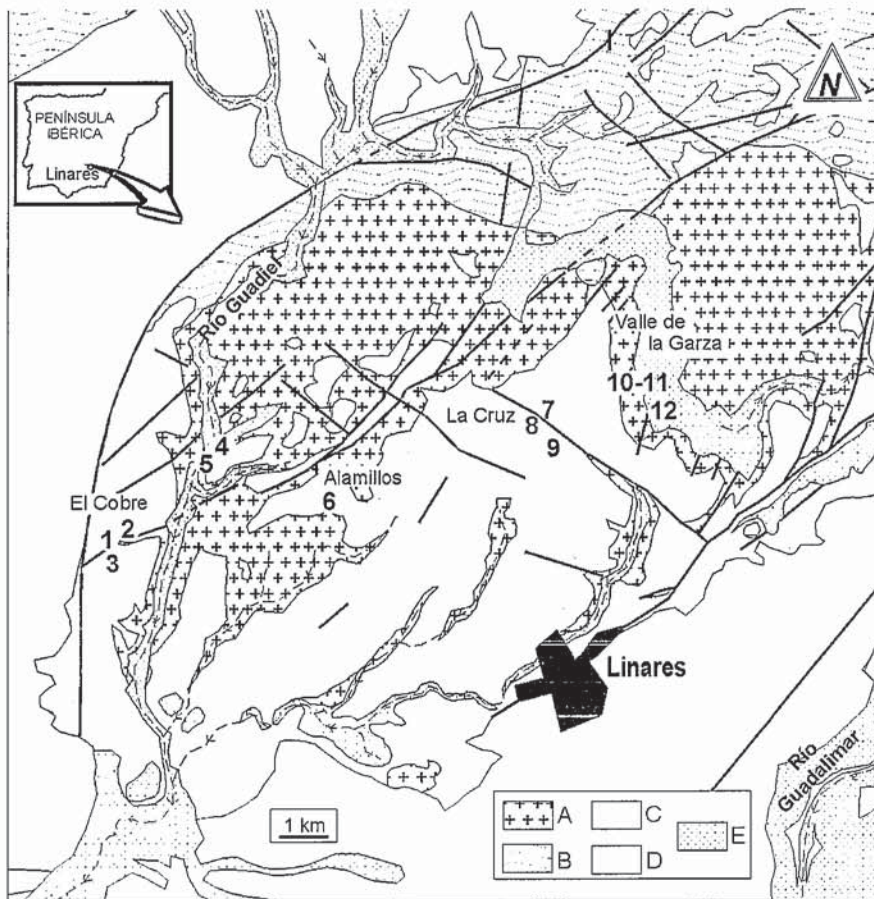 N
PENÍNSULA
IBÉRICA
Linares
Río Guadiel
Valle de
la Garza
10-11
12
La Cruz
7
8
9
4
5
Alamillos
6
El Cobre
1
2
3
Linares
Río
Guadalimar
1 km
A
C
E
B
D